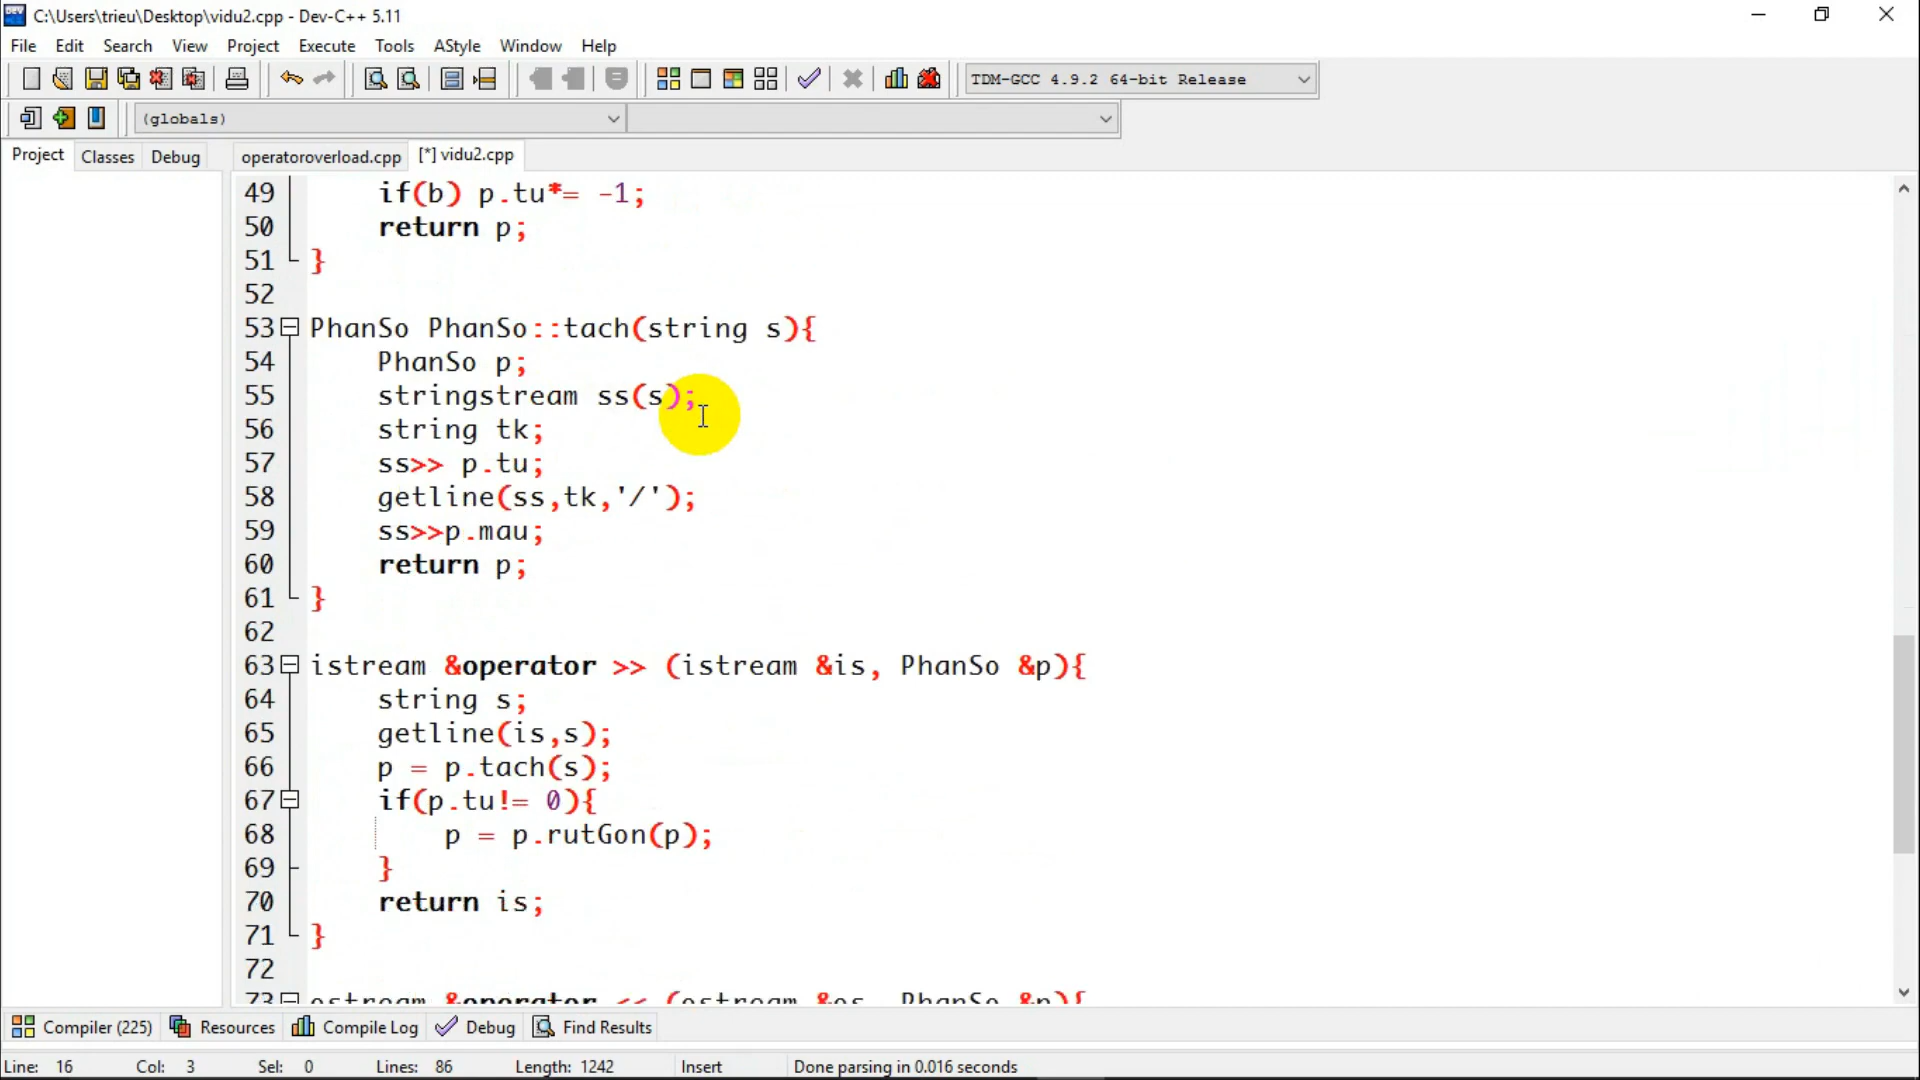 C:\Users\trieu\Desktop\vidu2.cpp - Dev-C++ 5.11
File Edit Search View Project Execute Tools AStyle Window Help
TDM-GCC 4.9.2 64-bit Release
(globals)
Project Classes Debug operatoroverload.cpp [*] vidu2.cpp
49 if(b) p.tu*= -1;
50 return p;
51 }
52
53 PhanSo PhanSo::tach(string s){
54 PhanSo p;
55 stringstream ss(s);
56 string tk;
57 ss>> p.tu;
58 getline(ss,tk,'/');
59 ss>>p.mau;
60 return p;
61 }
62
63 istream &operator >> (istream &is, PhanSo &p){
64 string s;
65 getline(is,s);
66 p = p.tach(s);
67 if(p.tu!= 0){
68 p = p.rutGon(p);
69 }
70 return is;
71 }
72
73 ostream &operator << (ostream &os, PhanSo &p){
Compiler (225) Resources Compile Log Debug Find Results
Line: 16 Col: 3 Sel: 0 Lines: 86 Length: 1242 Insert Done parsing in 0.016 seconds